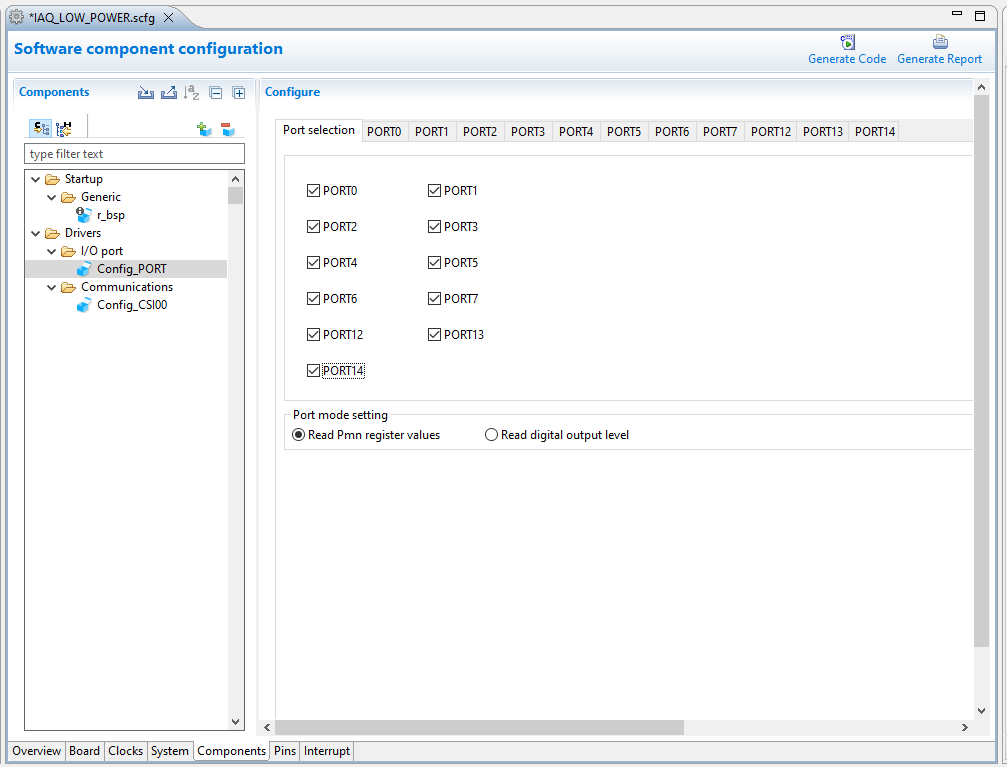 *IAQ_LOW_POWER.scfg
Software component configuration
Generate Code Generate Report
Components
Configure
type filter text
Startup
Generic
r_bsp
Drivers
I/O port
Config_PORT
Communications
Config_CSI00
Port selection PORT0 PORT1 PORT2 PORT3 PORT4 PORT5 PORT6 PORT7 PORT12 PORT13 PORT14
PORT0 PORT1
PORT2 PORT3
PORT4 PORT5
PORT6 PORT7
PORT12 PORT13
PORT14
Port mode setting
Read Pmn register values Read digital output level
Overview Board Clocks System Components Pins Interrupt